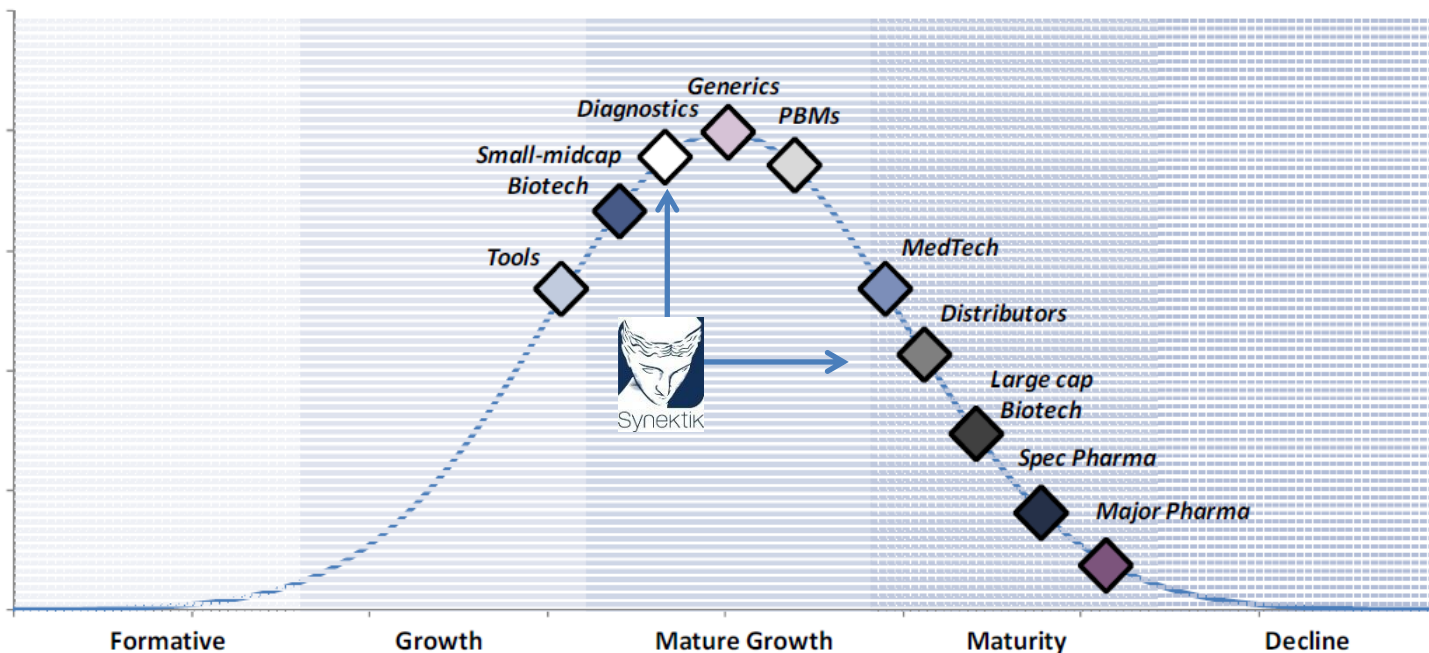 Generics
Diagnostics
PBMs
Small-midcap
Biotech
Tools
MedTech
Distributors
Large cap
Biotech
Spec Pharma
Major Pharma
Synektik
Formative
Growth
Mature Growth
Maturity
Decline